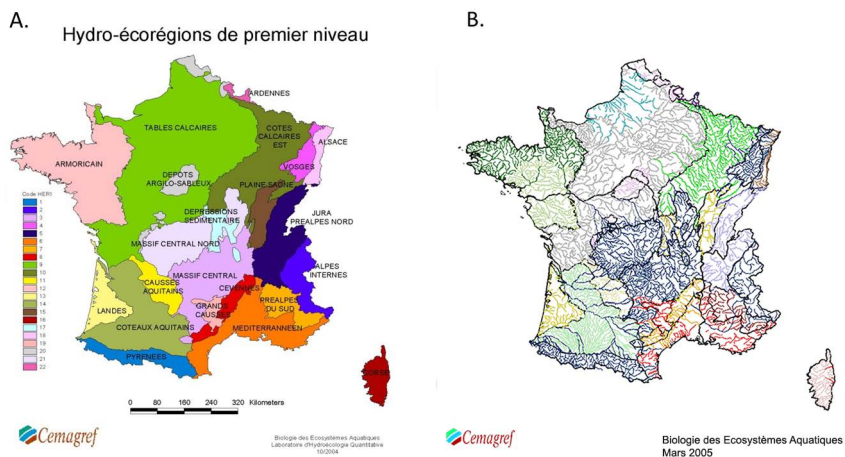 A.
Hydro-écorégions de premier niveau
ARDENNES
TABLES CALCAIRES
COTES
CALCAIRES
EST
ALSACE
ARMORICAIN
VOSGES
DEPOTS
ARGILO-SABLEUX
PLAINE SAONE
Code HER1
DEPRESSIONS
SEDIMENTAIRE
JURA
PREALPES NORD
MASSIF CENTRAL NORD
MASSIF CENTRAL
ALPES
INTERNES
CAUSSES
AQUITAINS
CEVENNES
LANDES
GRANDS
CAUSSES
PREALPES
DU SUD
COTEAUX AQUITAINS
MEDITERRANEEN
PYRENEES
CORSE
1
2
3
4
5
6
7
8
9
10
11
12
13
14
15
16
17
18
19
20
21
22
0 80 160 240 320 Kilometers
Cemagref
Biologie des Ecosystèmes Aquatiques
Laboratoire d'Hydroécologie Quantitative
10/2004
B.
Cemagref
Biologie des Ecosystèmes Aquatiques
Mars 2005